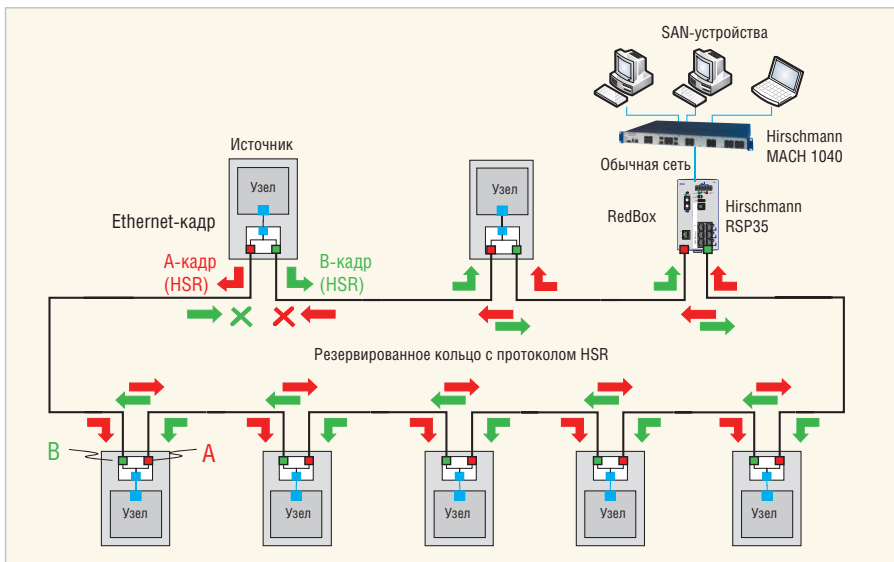 SAN-устройства
Hirschmann
MACH 1040
Обычная сеть
Источник
Узел
Узел
RedBox
Hirschmann
RSP35
Ethernet-кадр
А-кадр
(HSR)
В-кадр
(HSR)
Резервированное кольцо с протоколом HSR
B
A
Узел
Узел
Узел
Узел
Узел